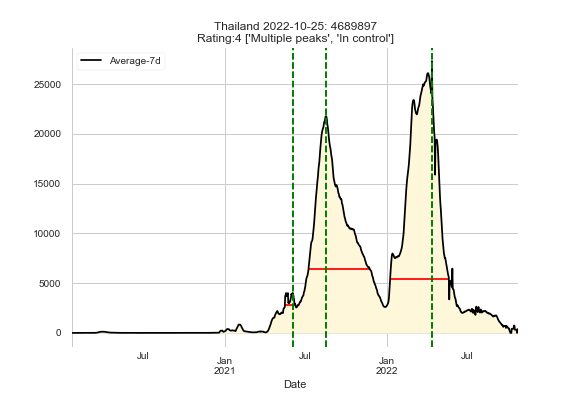 Thailand 2022-10-25: 4689897
Rating:4 ['Multiple peaks', 'In control']
Average-7d
25000
20000
15000
10000
5000
0
Jul
Jan
2021
Jul
Jan
2022
Jul
Date